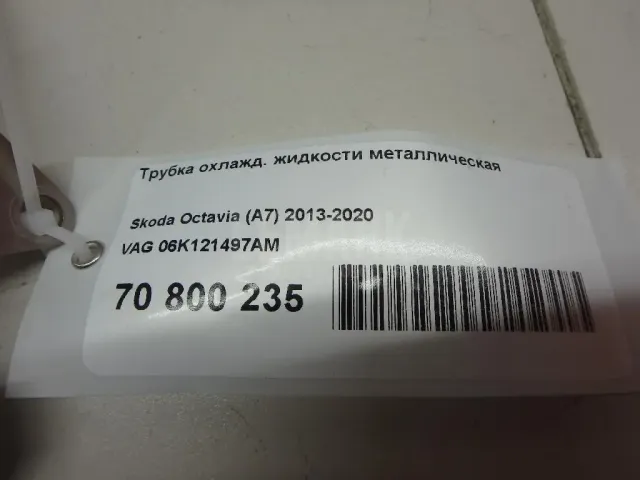 Трубка охлажд. жидкости металлическая
Skoda Octavia (A7) 2013-2020
VAG 06K121497AM
70 800 235